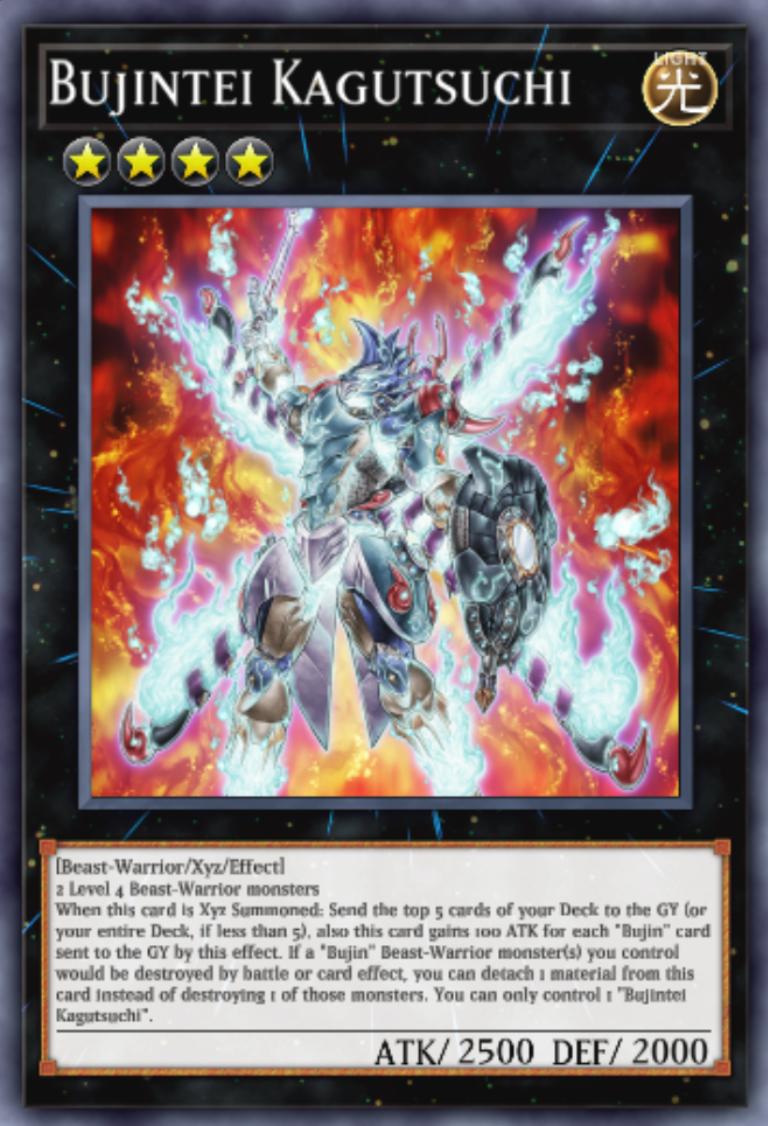 Bujintei Kagutsuchi
LIGHT
光
[Beast-Warrior/Xyz/Effect]
2 Level 4 Beast-Warrior monsters
When this card is Xyz Summoned: Send the top 5 cards of your Deck to the GY (or
your entire Deck, if less than 5), also this card gains 100 ATK for each "Bujin" card
sent to the GY by this effect. If a "Bujin" Beast-Warrior monster(s) you control
would be destroyed by battle or card effect, you can detach 1 material from this
card instead of destroying 1 of those monsters. You can only control 1 "Bujintei
Kagutsuchi".
ATK/ 2500 DEF/ 2000